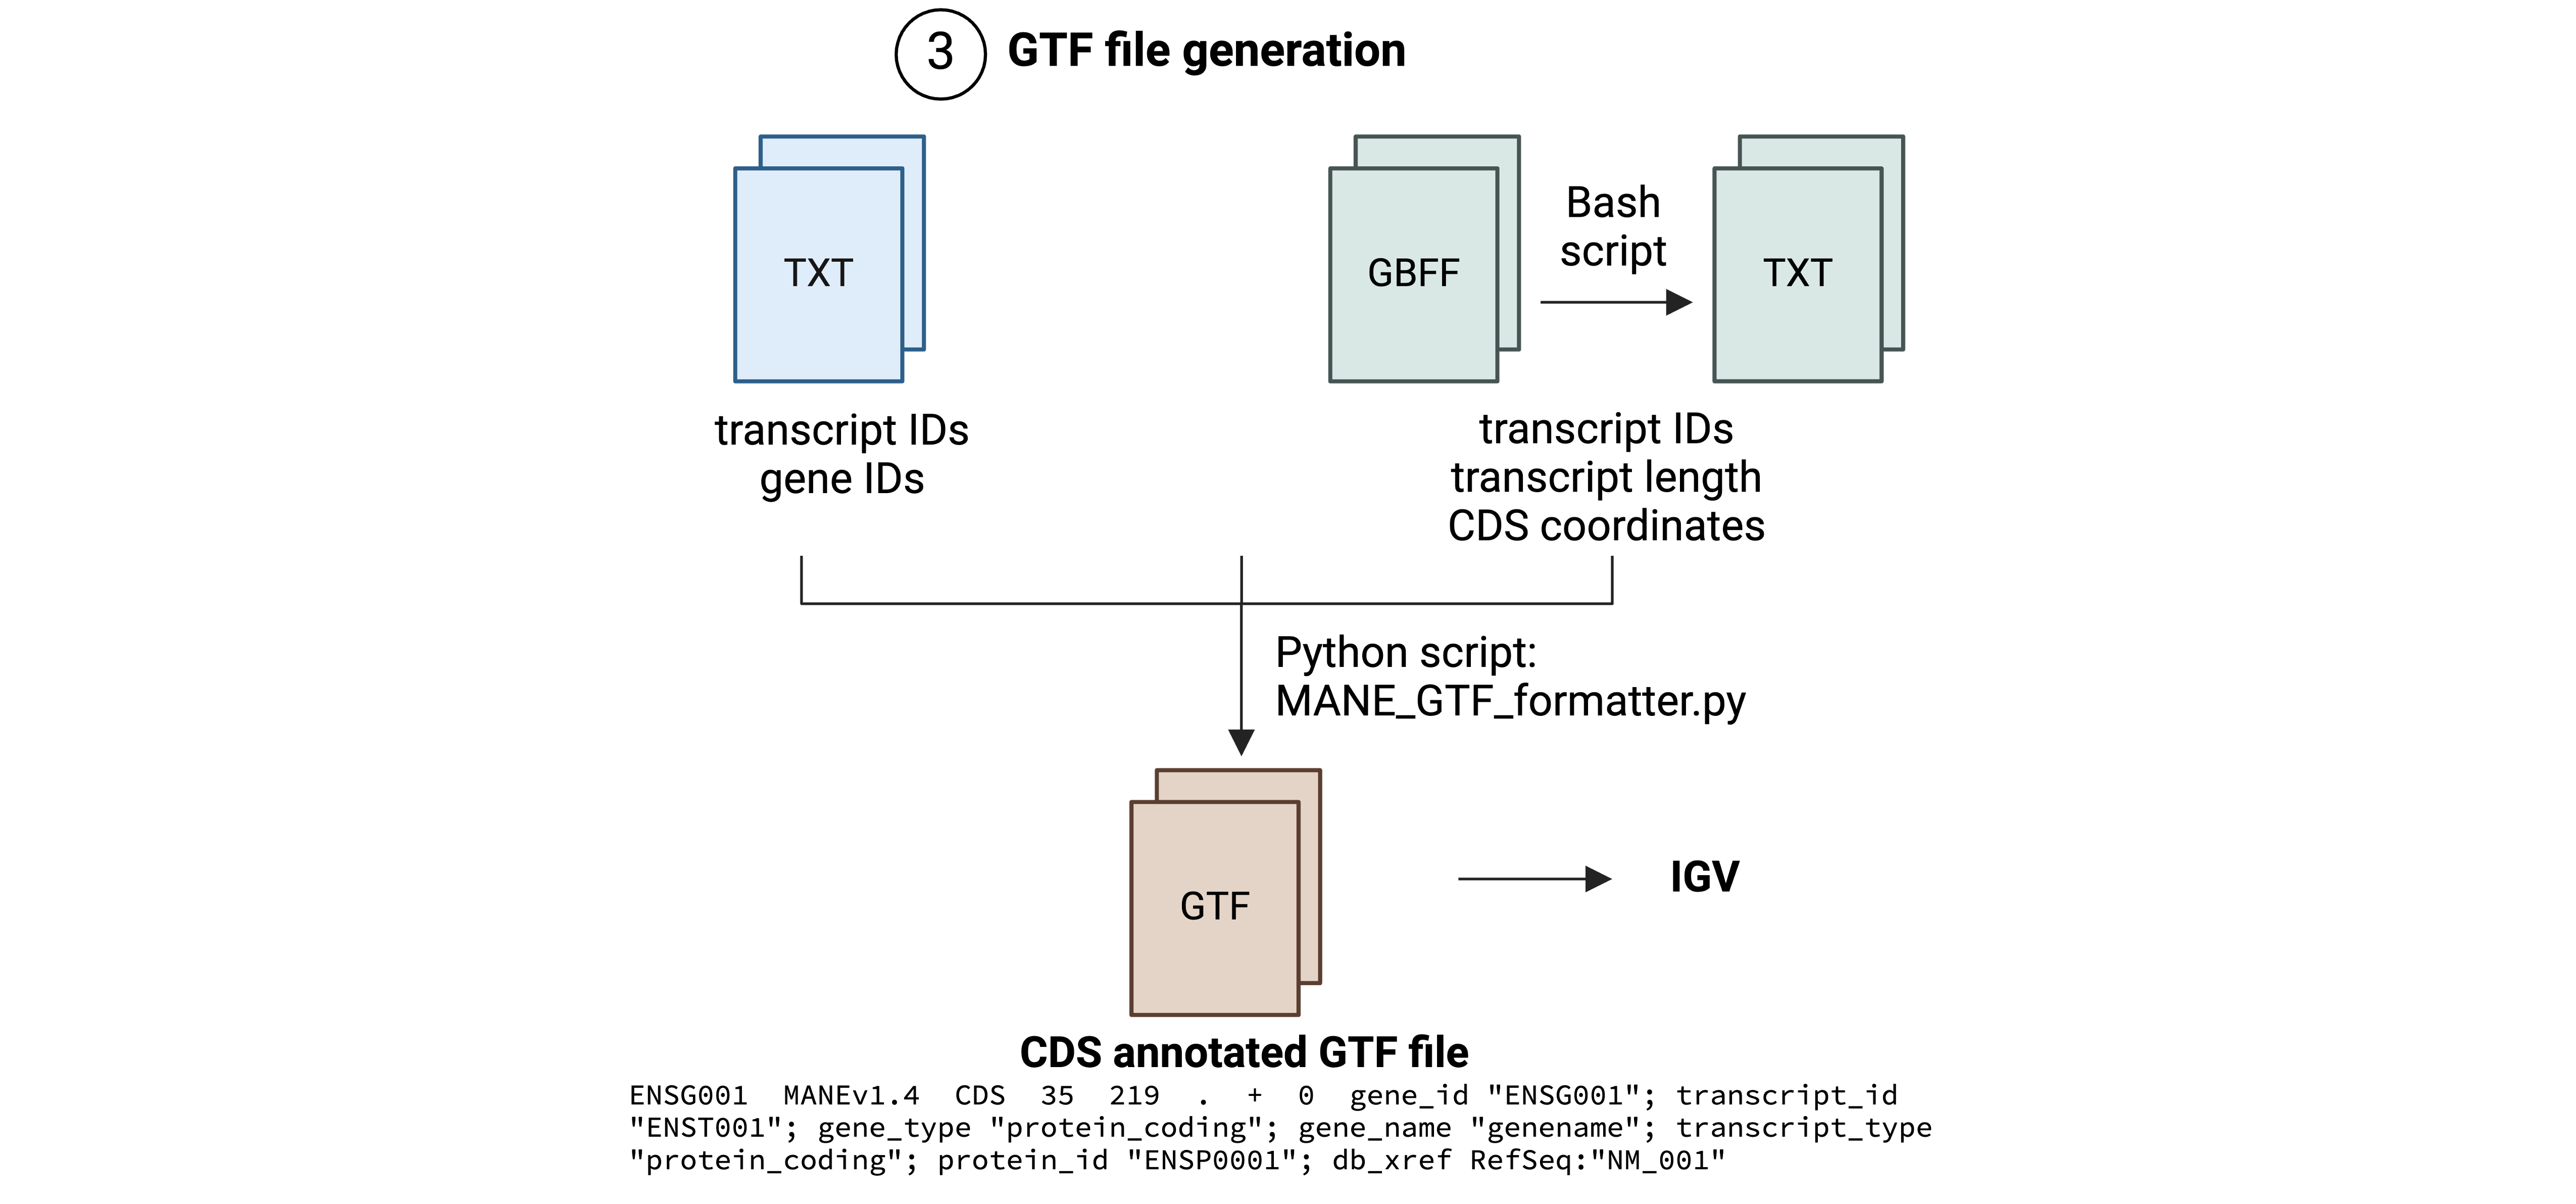 3 GTF file generation
TXT
GBFF
Bash
script
TXT
transcript IDs
gene IDs
transcript IDs
transcript length
CDS coordinates
Python script:
MANE_GTF_formatter.py
GTF
IGV
CDS annotated GTF file
ENSG001 MANEv1.4 CDS 35 219 . + 0 gene_id "ENSG001"; transcript_id
"ENST001"; gene_type "protein_coding"; gene_name "genename"; transcript_type
"protein_coding"; protein_id "ENSP0001"; db_xref RefSeq:"NM_001"